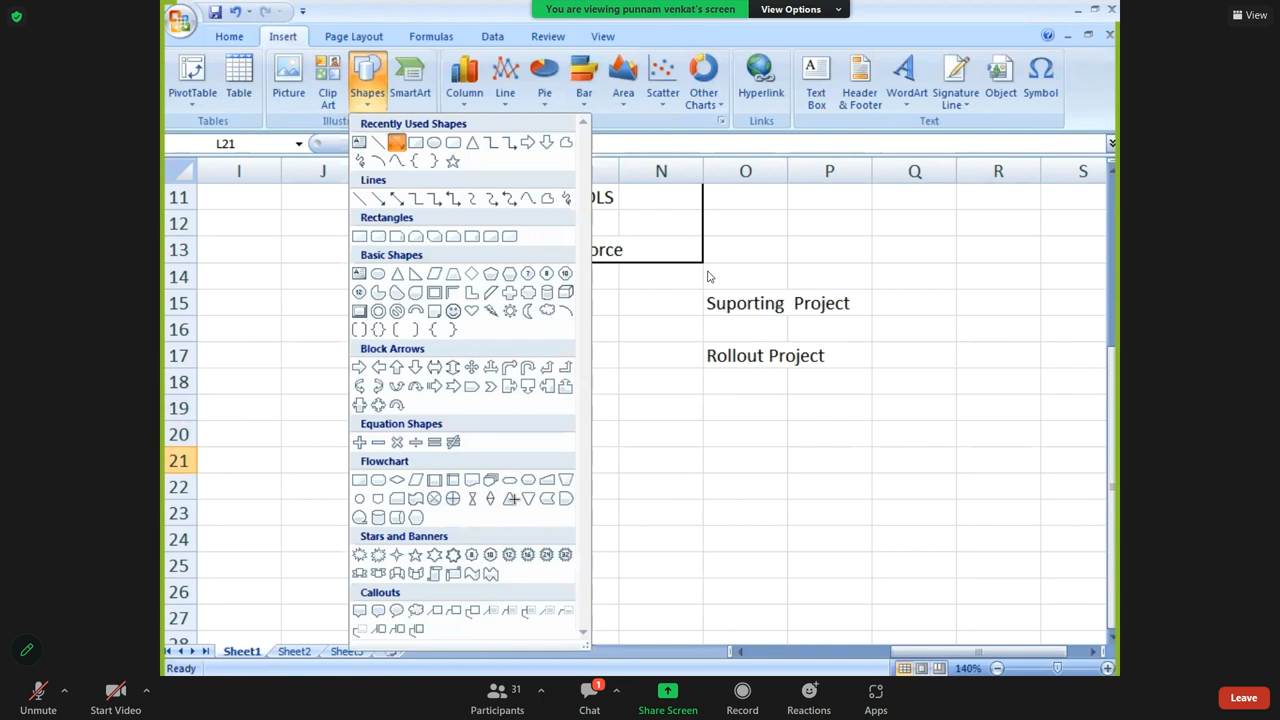 You are viewing punnam venkat's screen
View Options
View
Home Insert Page Layout Formulas Data Review View
PivotTable Table Picture Clip Art Shapes SmartArt Column Line Pie Bar Area Scatter Other Charts Hyperlink Text Box Header & Footer WordArt Signature Line Object Symbol
Tables Illustr Links Text
L21
Recently Used Shapes
Lines
Rectangles
Basic Shapes
Block Arrows
Equation Shapes
Flowchart
Stars and Banners
Callouts
I J N O P Q R S
11 OLS
12
13 orce
14
15 Suporting Project
16
17 Rollout Project
18
19
20
21
22
23
24
25
26
27
28
Sheet1 Sheet2 Sheet3
Ready 140%
Unmute Start Video 31 Participants 1 Chat Share Screen Record Reactions Apps Leave